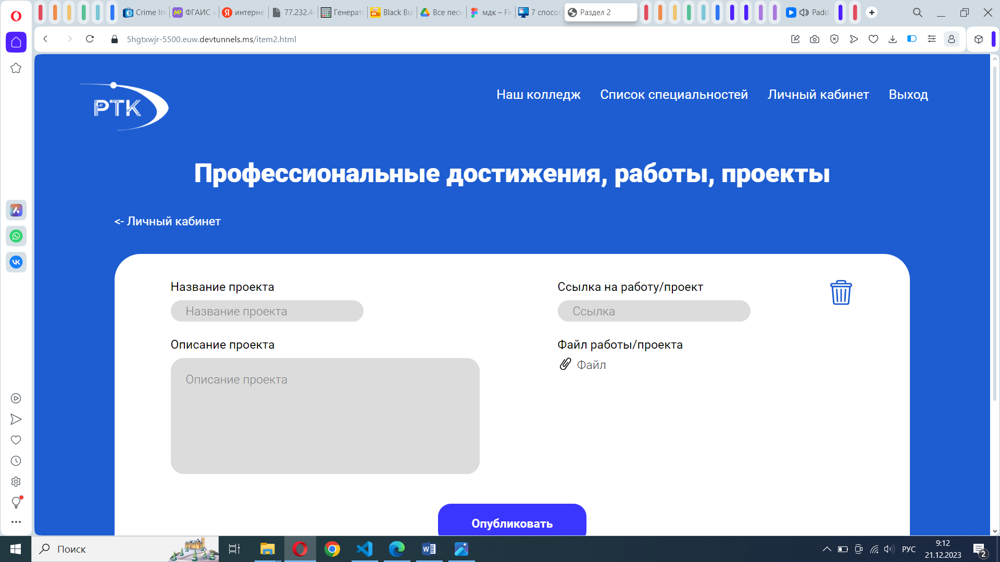 Crime In
ФГАИС «
интерне
77.232.4
Генерато
Black Bu
Все песн
мдк – Fi
7 способ
Раздел 2
Padd
5hgtxwjr-5500.euw.devtunnels.ms/item2.html
РТК
Наш колледж
Список специальностей
Личный кабинет
Выход
Профессиональные достижения, работы, проекты
<- Личный кабинет
Название проекта
Название проекта
Ссылка на работу/проект
Ссылка
Описание проекта
Описание проекта
Файл работы/проекта
Файл
Опубликовать
Поиск
РУС
9:12
21.12.2023
2